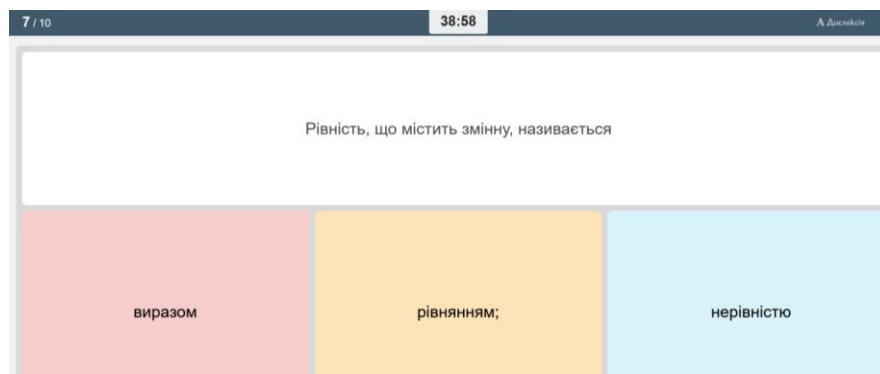 7 / 10
38:58
A Дислексія
Рівність, що містить змінну, називається
виразом
рівнянням;
нерівністю